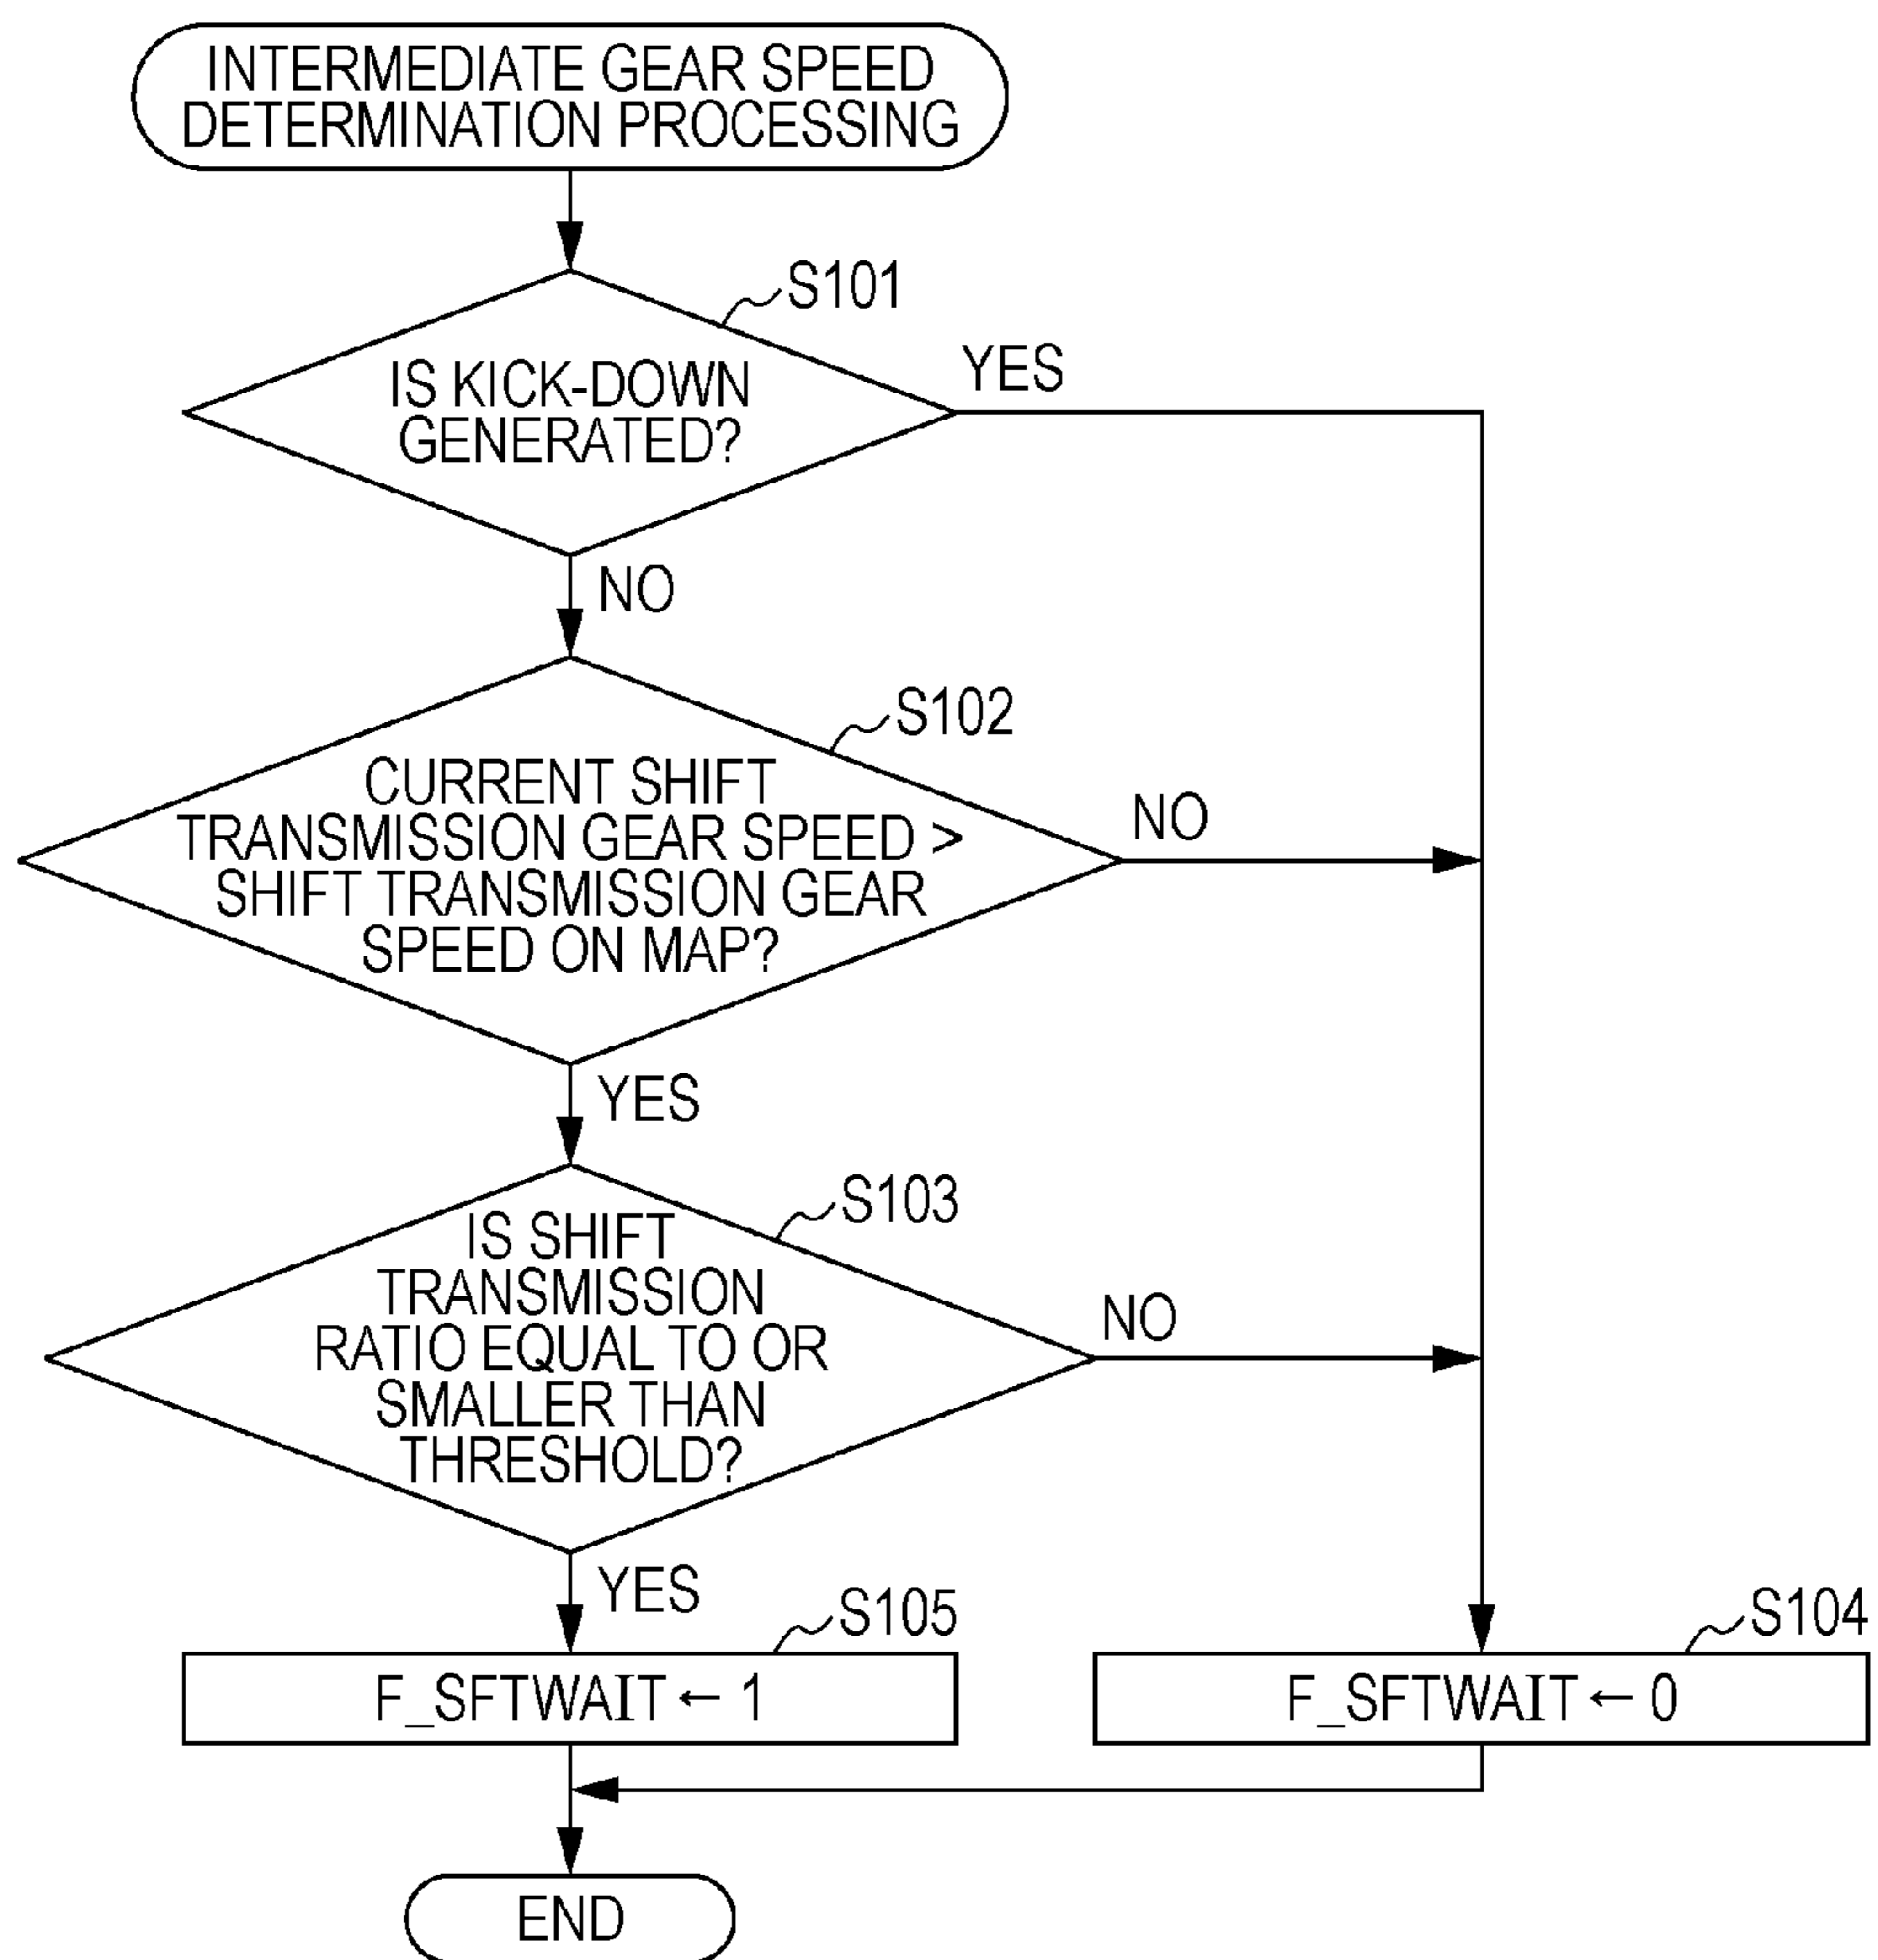 INTERMEDIATE GEAR SPEED
DETERMINATION PROCESSING
S101
IS KICK-DOWN
GENERATED?
YES
NO
S102
CURRENT SHIFT
TRANSMISSION GEAR SPEED >
SHIFT TRANSMISSION GEAR
SPEED ON MAP?
NO
YES
S103
IS SHIFT
TRANSMISSION
RATIO EQUAL TO OR
SMALLER THAN
THRESHOLD?
NO
YES
S105
F_SFTWAIT ← 1
S104
F_SFTWAIT ← 0
END